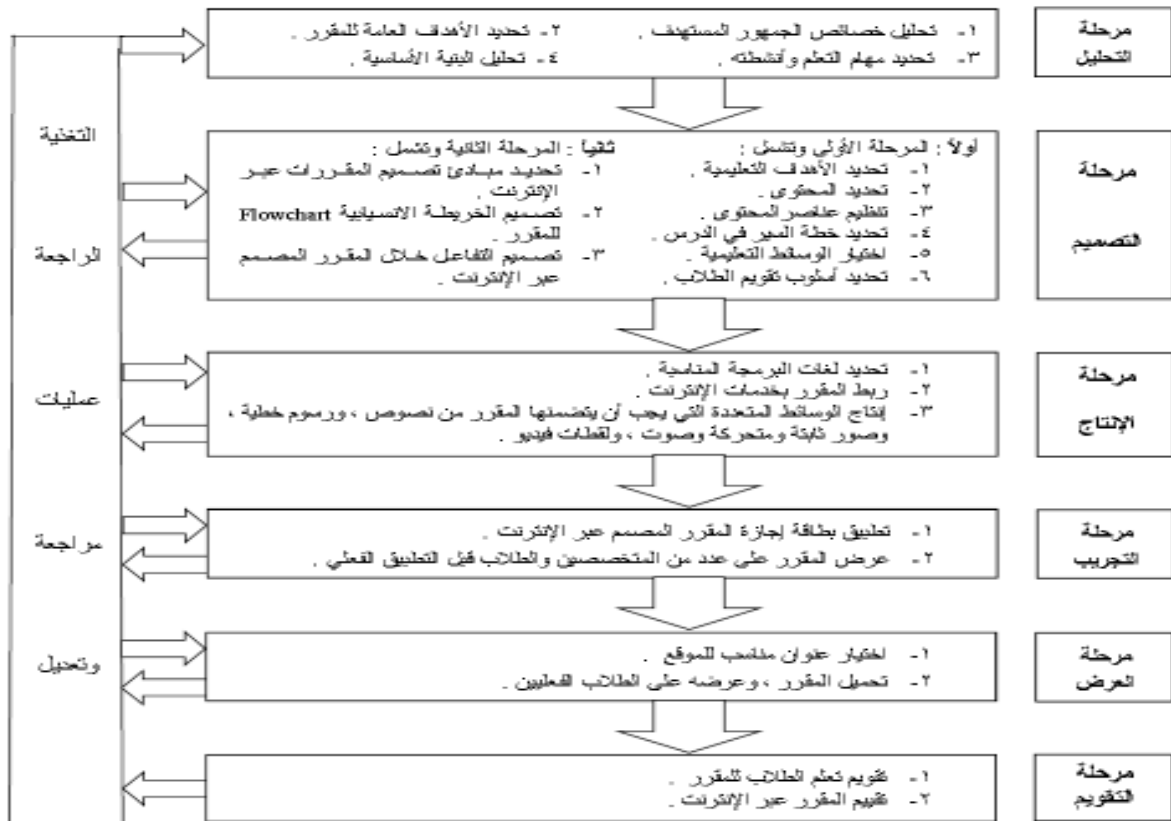 مرحلة
التحليل
١- تحليل خصائص الجمهور المستهدف . ٢- تحديد الأهداف العامة للمقرر .
٣- تحديد مهام التعلم وأنشطته . ٤- تحليل البنية الأساسية .
مرحلة
التصميم
أولاً : المرحلة الأولى وتشمل :
١- تحديد الأهداف التعليمية .
٢- تحديد المحتوى .
٣- تنظيم عناصر المحتوى .
٤- تحديد خطة السير في الدرس .
٥- اختيار الوسائط التعليمية .
٦- تحديد أسلوب تقويم الطلاب .
ثانياً : المرحلة الثانية وتشمل :
١- تحديد مبادئ تصميم المقررات عبر
الإنترنت .
٢- تصميم الخريطة الانسيابية Flowchart
للمقرر .
٣- تصميم التفاعل خلال المقرر المصمم
عبر الإنترنت .
مرحلة
الإنتاج
١- تحديد لغات البرمجة المناسبة .
٢- ربط المقرر بخدمات الإنترنت .
٣- إنتاج الوسائط المتعددة التي يجب أن يتضمنها المقرر من نصوص ، ورسوم خطية ،
وصور ثابتة ومتحركة وصوت ، ولقطات فيديو .
مرحلة
التجريب
١- تطبيق بطاقة إجازة المقرر المصمم عبر الإنترنت .
٢- عرض المقرر على عدد من المتخصصين والطلاب قبل التطبيق الفعلي .
مرحلة
العرض
١- اختيار عنوان مناسب للموقع .
٢- تحميل المقرر ، وعرضه على الطلاب الفعليين .
مرحلة
التقويم
١- تقويم تعلم الطلاب للمقرر .
٢- تقييم المقرر عبر الإنترنت .
التغذية
الراجعة
عمليات
مراجعة
وتعديل